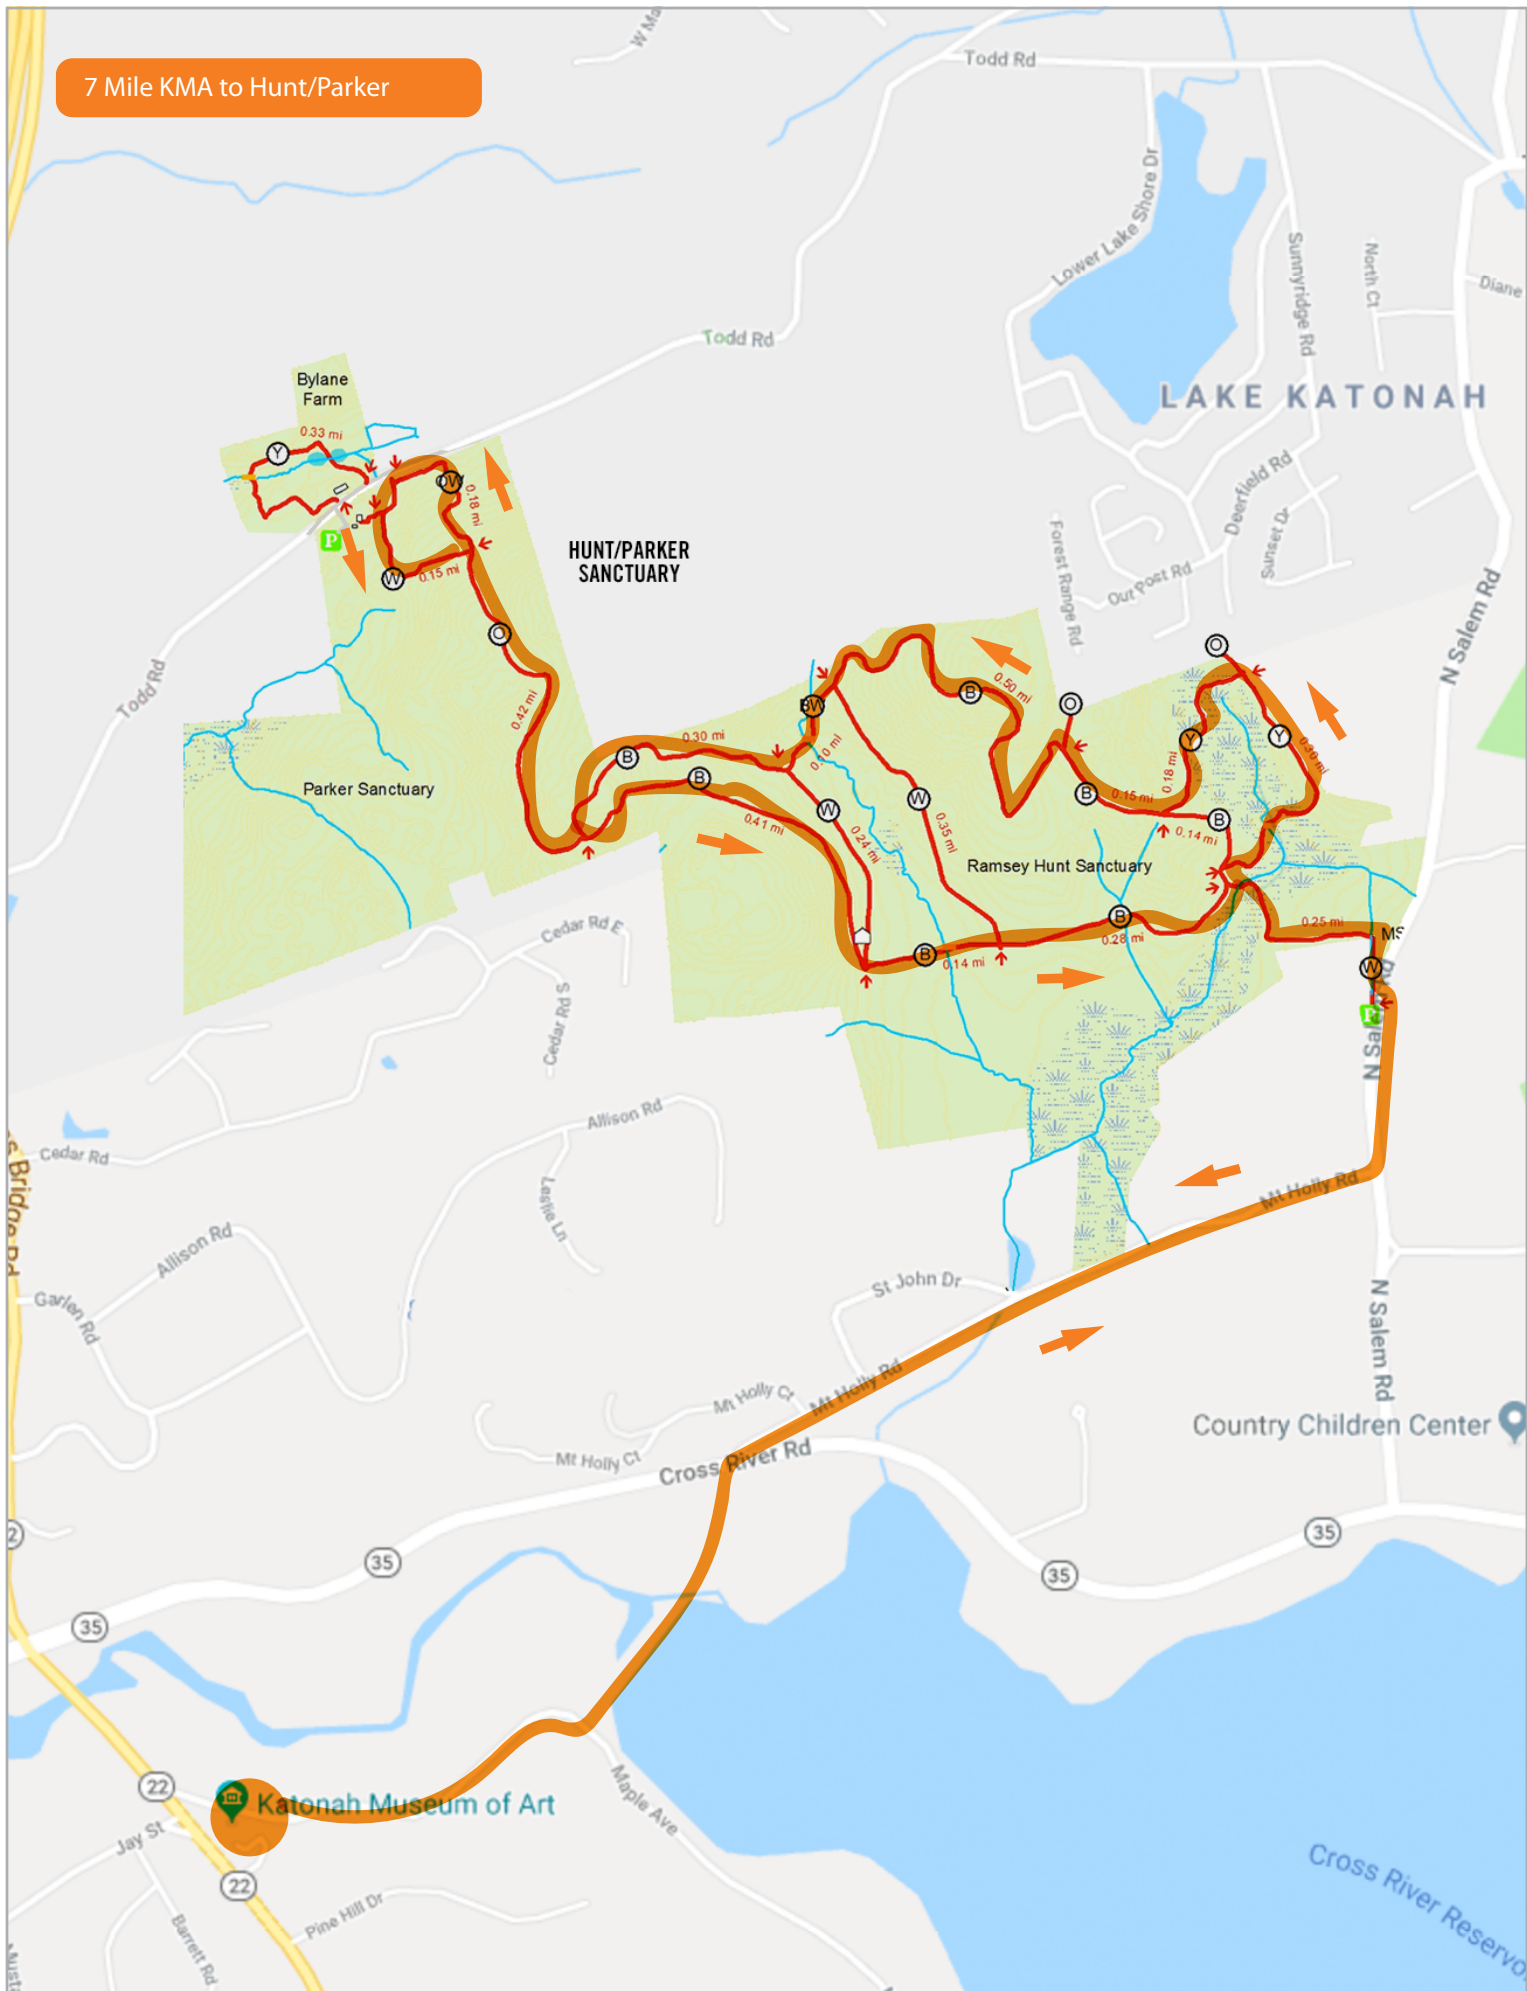 7 Mile KMA to Hunt/Parker
Todd Rd
Lower Lake Shore Dr
Sunnyridge Rd
North Ct
Diane
Todd Rd
LAKE KATONAH
Bylane
Farm
0.33 mi
Y
OW
0.18 mi
P
W
0.15 mi
HUNT/PARKER
SANCTUARY
Deerfield Rd
Sunset Dr
Forest Range Rd
Out Post Rd
N Salem Rd
O
O
Todd Rd
0.42 mi
B
0.50 mi
O
BW
Y
Y
0.30 mi
0.30 mi
B
0.10 mi
0.18 mi
B
0.15 mi
B
0.14 mi
Parker Sanctuary
B
W
W
0.41 mi
0.24 mi
0.35 mi
Ramsey Hunt Sanctuary
B
0.28 mi
0.25 mi
MS
B
0.14 mi
W
P
N Salem Rd
Cedar Rd E
Cedar Rd S
Allison Rd
Cedar Rd
Leslie Ln
Allison Rd
Mt Holly Rd
Garlen Rd
St John Dr
N Salem Rd
Mt Holly Rd
Mt Holly Ct
Mt Holly Ct
Cross River Rd
Country Children Center
35
35
35
35
22
Katonah Museum of Art
Jay St
Maple Ave
22
Pine Hill Dr
Barrett Rd
Cross River Reservo